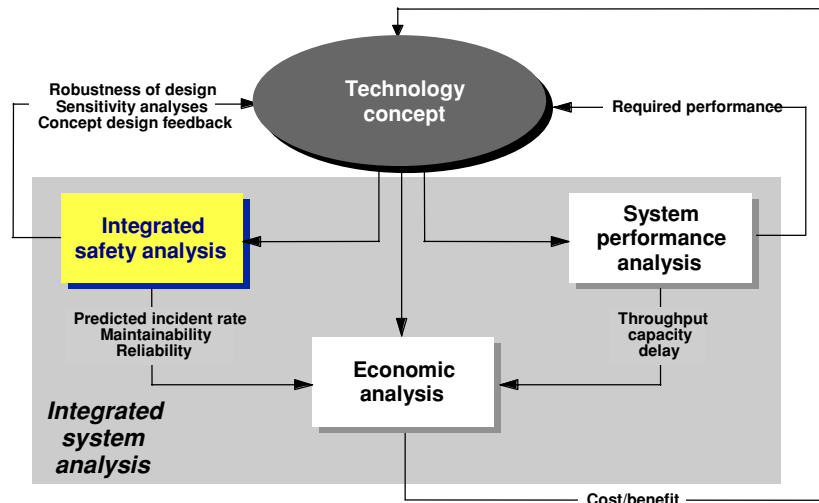 Technology
concept
Robustness of design
Sensitivity analyses
Concept design feedback
Required performance
Integrated
safety analysis
System
performance
analysis
Predicted incident rate
Maintainability
Reliability
Throughput
capacity
delay
Economic
analysis
Integrated
system
analysis
Cost/benefit